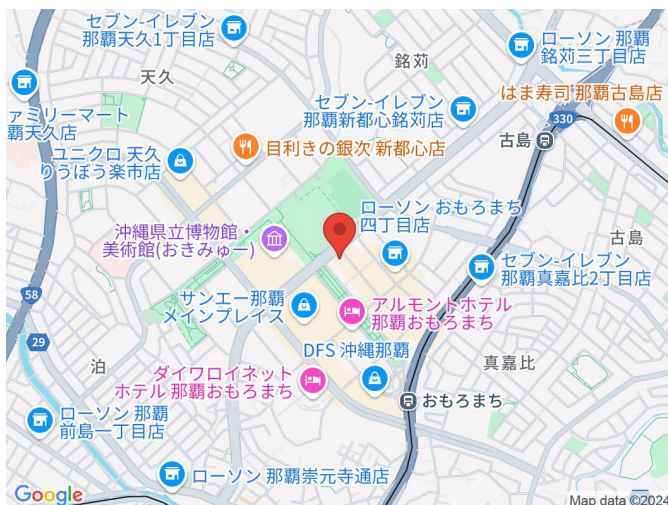 セブン-イレブン
那覇天久1丁目店
天久
銘苅
ローソン 那覇
銘苅三丁目店
ァミリーマート
覇天久店
セブン-イレブン
那覇新都心銘苅店
はま寿司 那覇古島店
330
古島
ユニクロ 天久
りうぼう楽市店
目利きの銀次 新都心店
沖縄県立博物館・
美術館(おきみゅー)
ローソン おもろまち
四丁目店
古島
セブン-イレブン
那覇真嘉比2丁目店
58
サンエー那覇
メインプレイス
アルモントホテル
那覇おもろまち
29
泊
DFS 沖縄那覇
真嘉比
ダイワロイネット
ホテル 那覇おもろまち
おもろまち
ローソン 那覇
前島一丁目店
ローソン 那覇崇元寺通店
Google
Map data ©2024